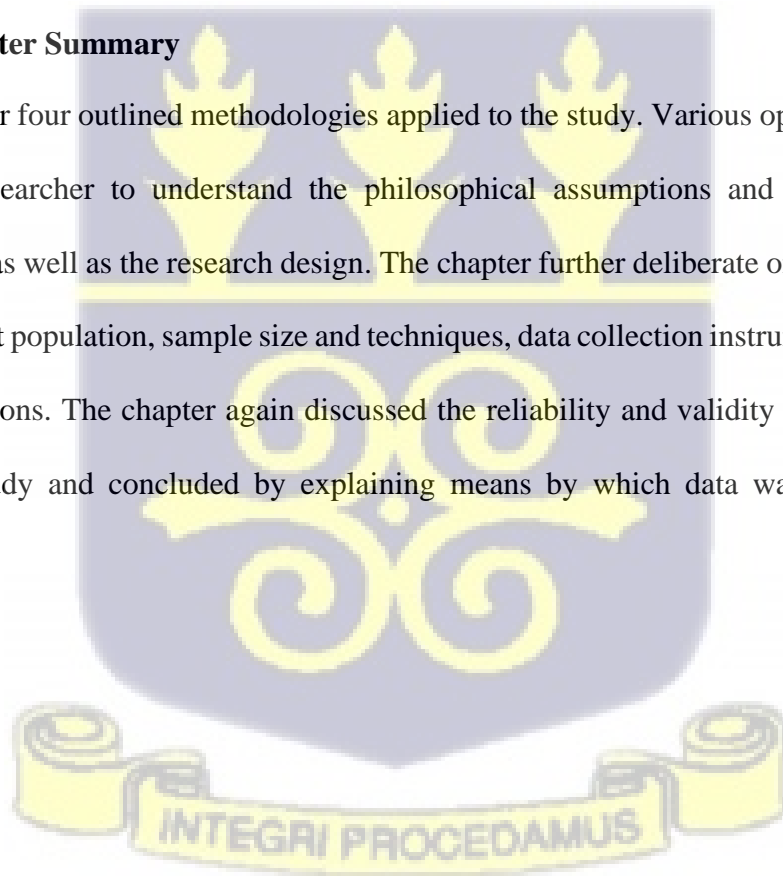 ter Summary
r four outlined methodologies applied to the study. Various op
earcher to understand the philosophical assumptions and
as well as the research design. The chapter further deliberate o
t population, sample size and techniques, data collection instru
ons. The chapter again discussed the reliability and validity
dy and concluded by explaining means by which data wa
INTEGRI PROCEDAMUS